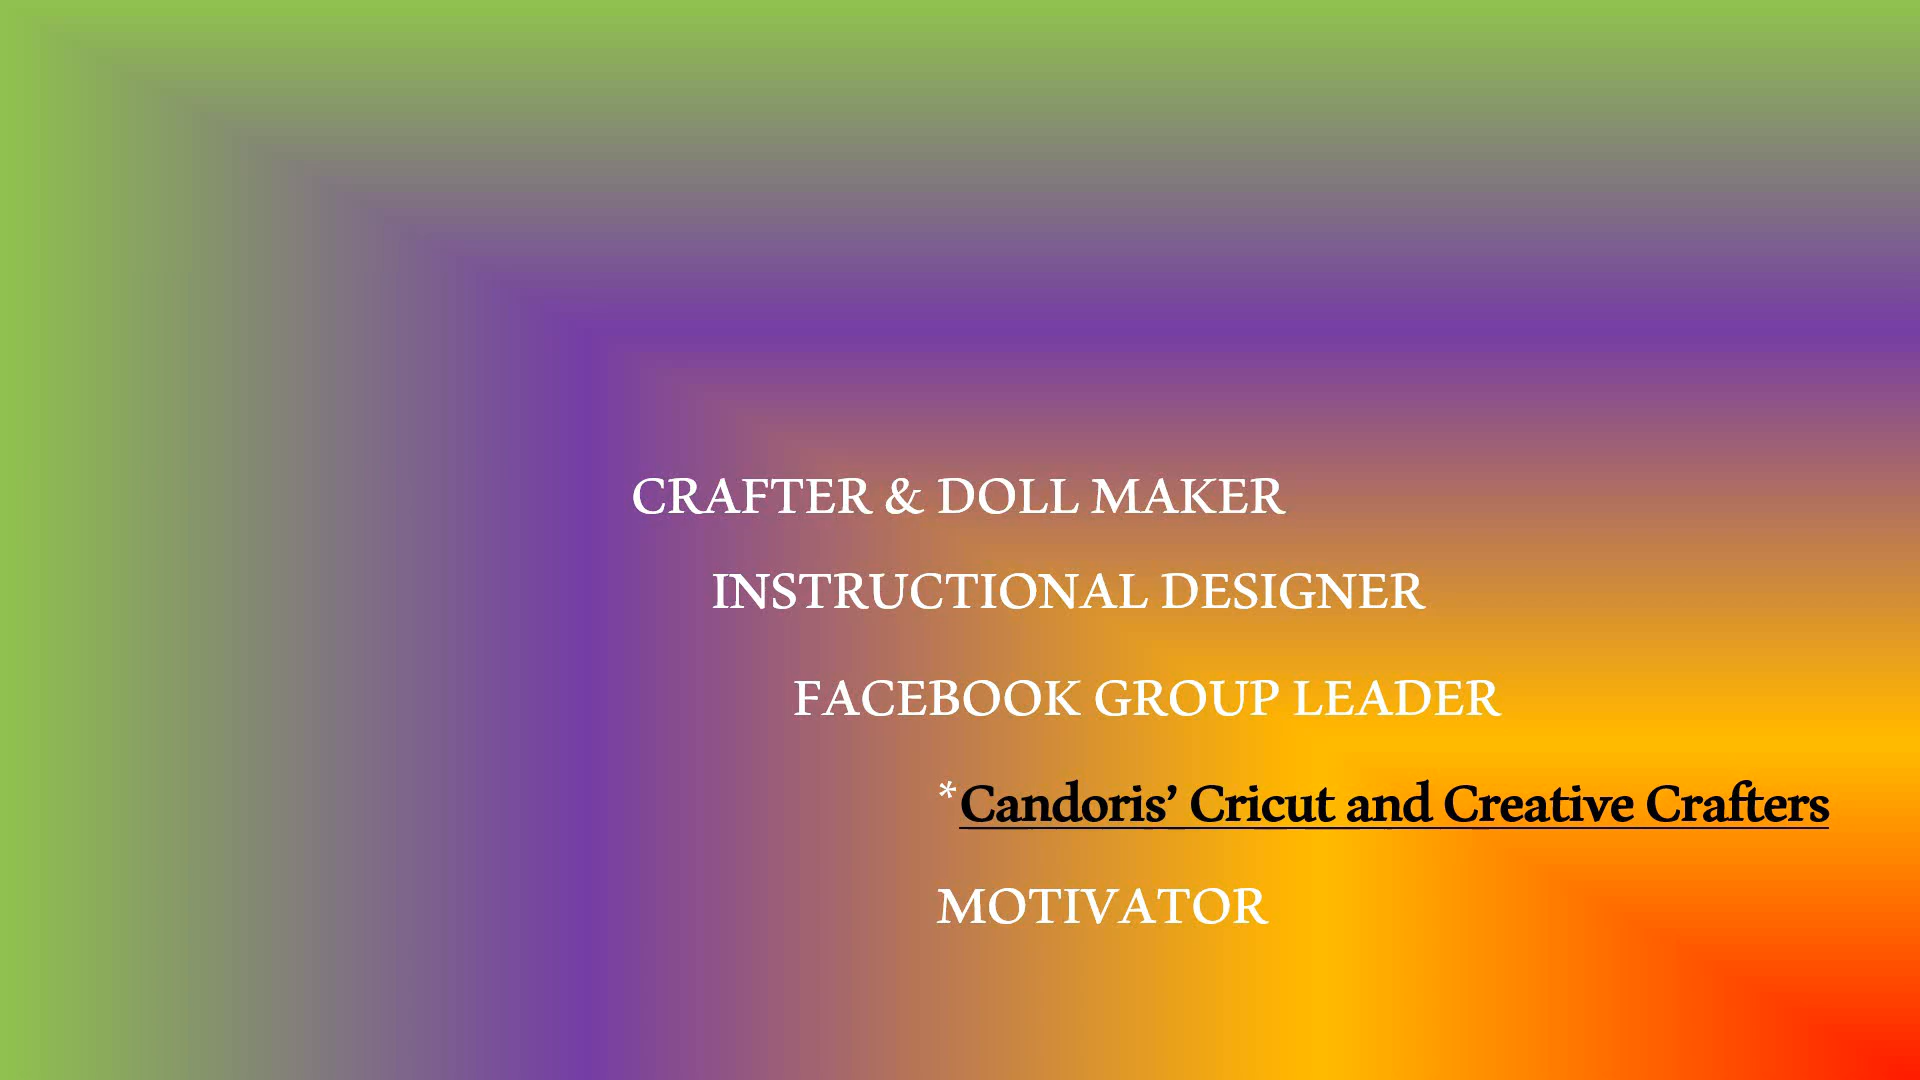 CRAFTER & DOLL MAKER
INSTRUCTIONAL DESIGNER
FACEBOOK GROUP LEADER
*Candoris’ Cricut and Creative Crafters
MOTIVATOR